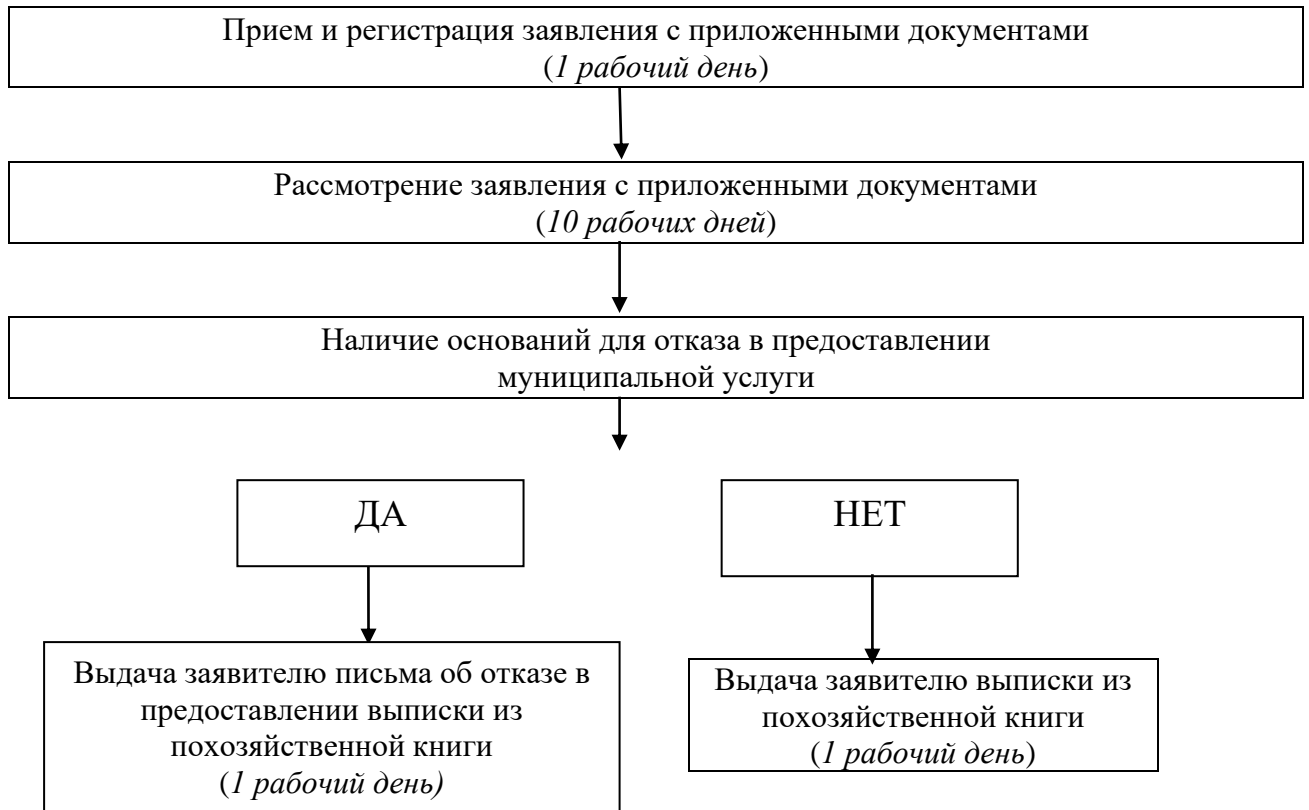 Прием и регистрация заявления с приложенными документами
(1 рабочий день)
Рассмотрение заявления с приложенными документами
(10 рабочих дней)
Наличие оснований для отказа в предоставлении
муниципальной услуги
ДА
НЕТ
Выдача заявителю письма об отказе в
предоставлении выписки из
похозяйственной книги
(1 рабочий день)
Выдача заявителю выписки из
похозяйственной книги
(1 рабочий день)